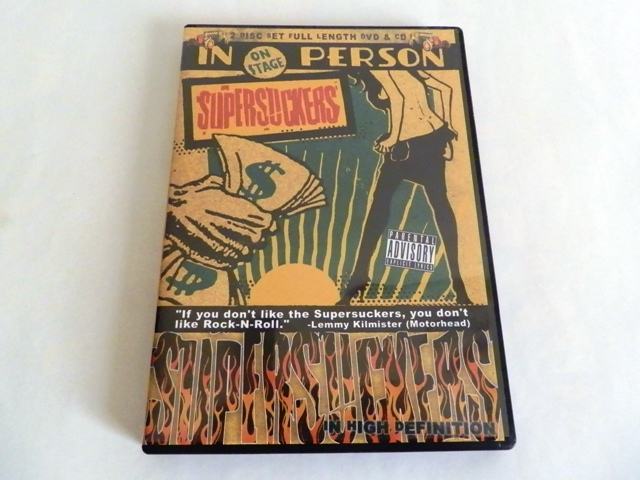 2 DISC SET FULL LENGTH DVD & CD!
IN ON STAGE PERSON
SUPERSUCKERS
$
$
PARENTAL
ADVISORY
EXPLICIT LYRICS
"If you don't like the Supersuckers, you don't
like Rock-N-Roll." -Lemmy Kilmister (Motorhead)
SUPERSUCKERS
IN HIGH DEFINITION